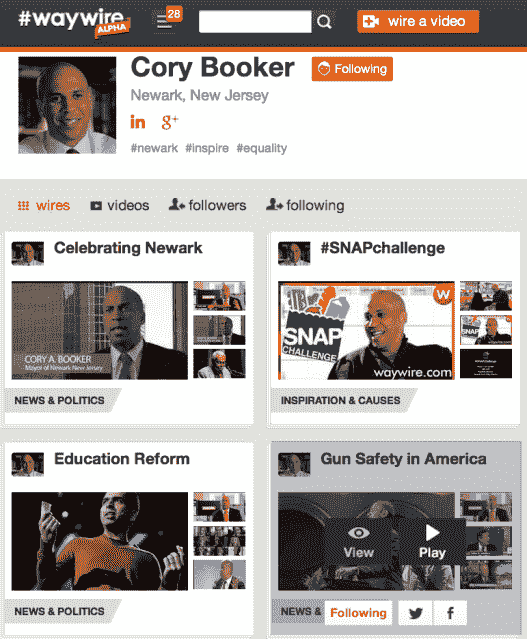 #waywire
ALPHA
28
wire a video
Cory Booker
Following
Newark, New Jersey
in g+
#newark #inspire #equality
wires videos followers following
Celebrating Newark
CORY A. BOOKER
Mayor of Newark New Jersey
NEWS & POLITICS
#SNAPchallenge
SNAP
CHALLENGE
w
waywire.com
INSPIRATION & CAUSES
Education Reform
NEWS & POLITICS
Gun Safety in America
View Play
NEWS &
Following
f